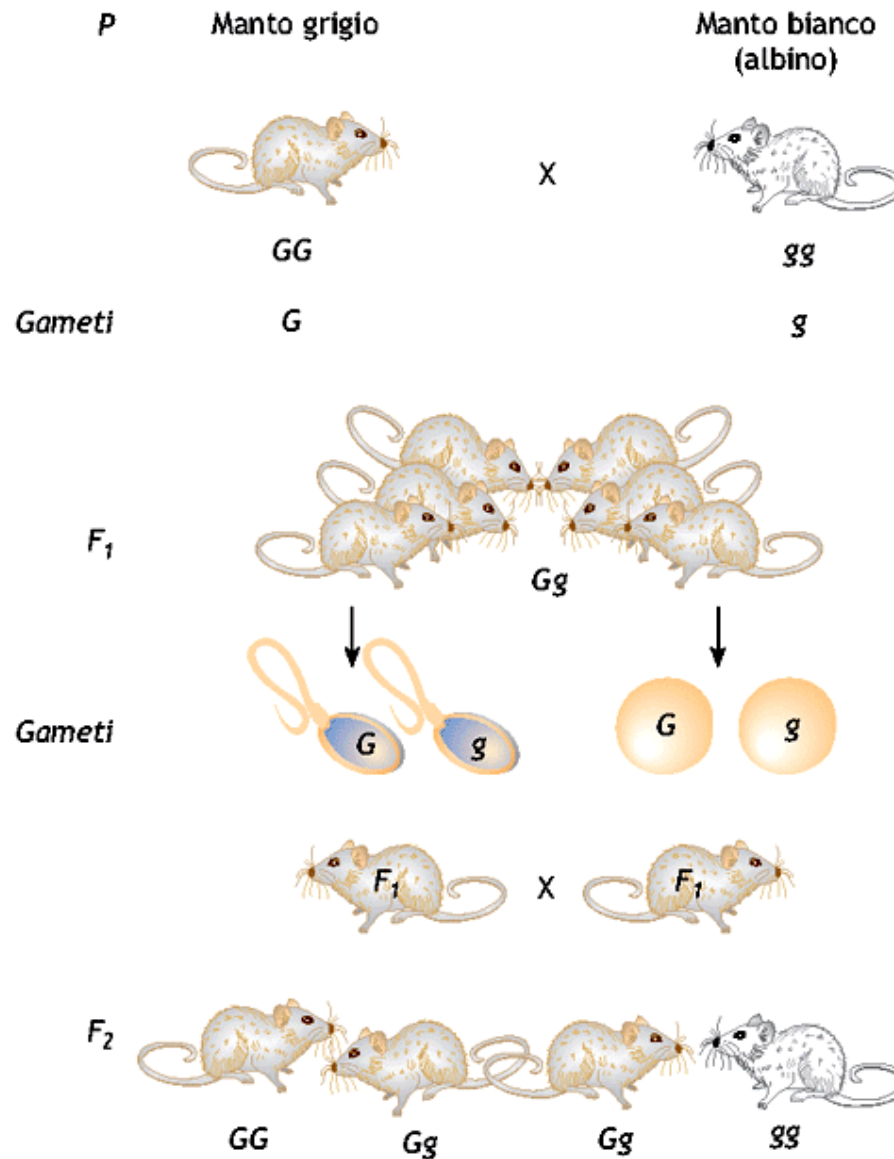 P Manto grigio Manto bianco
(albino)
X
GG gg
Gameti G g
F1
Gg
Gameti G g G g
F1 X F1
F2
GG Gg Gg gg